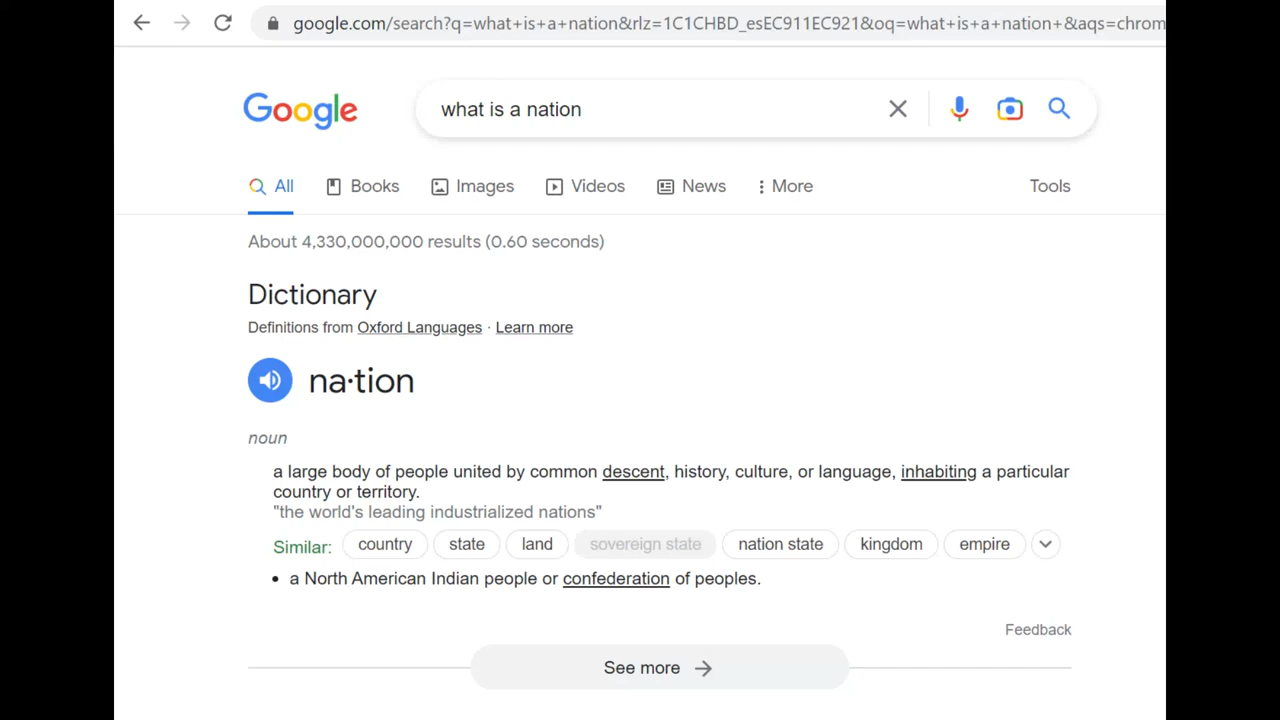 google.com/search?q=what+is+a+nation&rlz=1C1CHBD_esEC911EC921&oq=what+is+a+nation+&aqs=chrom
Google
what is a nation
All Books Images Videos News More Tools
About 4,330,000,000 results (0.60 seconds)
Dictionary
Definitions from Oxford Languages · Learn more
na·tion
noun
a large body of people united by common descent, history, culture, or language, inhabiting a particular
country or territory.
"the world's leading industrialized nations"
Similar: country state land sovereign state nation state kingdom empire
• a North American Indian people or confederation of peoples.
Feedback
See more →